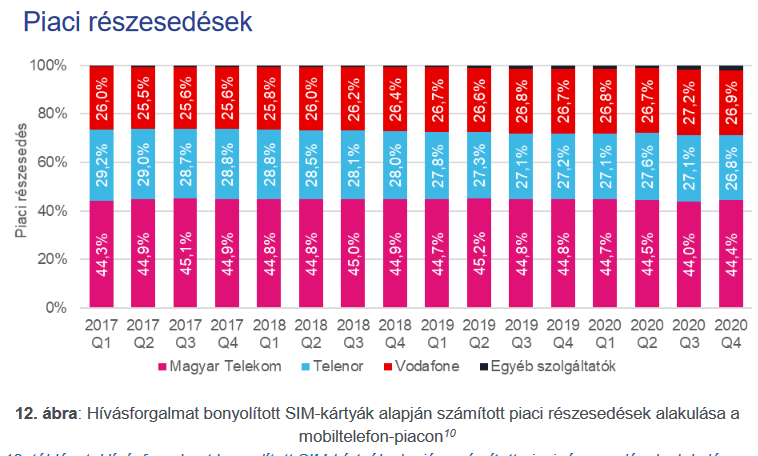 Piaci részesedések
Piaci részesedés
100%
80%
60%
40%
20%
0%
26,0% 25,5% 25,6% 25,6% 25,8% 26,0% 26,2% 26,4% 26,7% 26,6% 26,8% 26,7% 26,8% 26,7% 27,2% 26,9%
29,2% 29,0% 28,7% 28,8% 28,8% 28,5% 28,1% 28,0% 27,8% 27,3% 27,1% 27,2% 27,1% 27,6% 27,1% 26,8%
44,3% 44,9% 45,1% 44,9% 44,8% 44,8% 45,0% 44,9% 44,7% 45,2% 44,8% 44,8% 44,7% 44,5% 44,0% 44,4%
2017 2017 2017 2017 2018 2018 2018 2018 2019 2019 2019 2019 2020 2020 2020 2020
Q1 Q2 Q3 Q4 Q1 Q2 Q3 Q4 Q1 Q2 Q3 Q4 Q1 Q2 Q3 Q4
Magyar Telekom Telenor Vodafone Egyéb szolgáltatók
12. ábra: Hívásforgalmat bonyolított SIM-kártyák alapján számított piaci részesedések alakulása a
mobiltelefon-piacon10